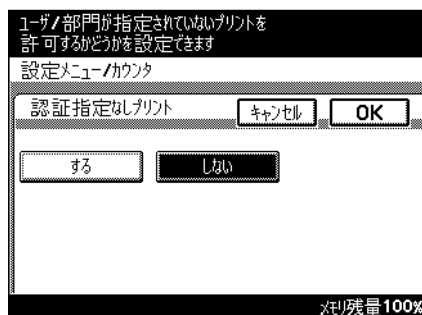 ユーザ/部門が指定されていないプリントを
許可するかどうかを設定できます
設定メニュー/カウンタ
認証指定なしプリント
キャンセル
OK
する
しない
メモリ残量100%